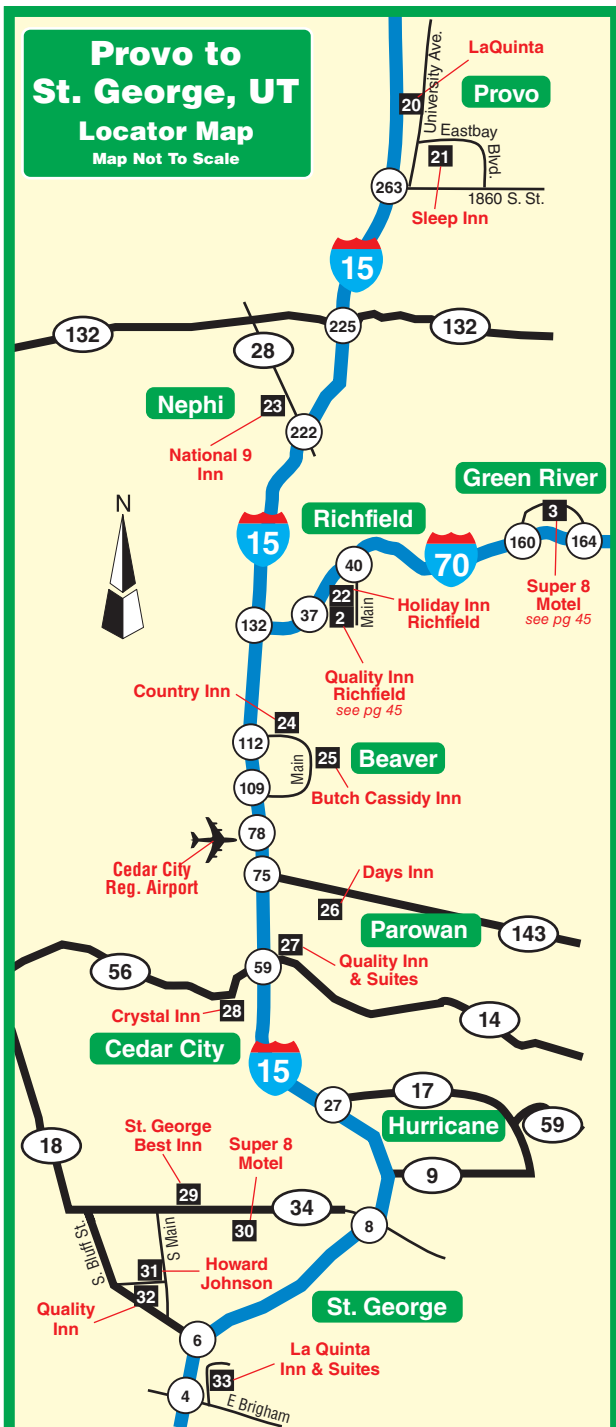 Provo to
St. George, UT
Locator Map
Map Not To Scale
LaQuinta
20
University Ave.
Provo
Eastbay
Blvd.
21
263
1860 S. St.
Sleep Inn
15
132
225
132
28
Nephi
23
222
National 9
Inn
Green River
3
160
164
Super 8
Motel
see pg 45
N
15
Richfield
70
40
22
Main
Holiday Inn
Richfield
37
2
132
Quality Inn
Richfield
see pg 45
Country Inn
24
112
Main
25
Beaver
109
Butch Cassidy Inn
78
Cedar City
Reg. Airport
75
Days Inn
26
Parowan
143
27
Quality Inn
& Suites
56
59
Crystal Inn
28
14
Cedar City
15
27
17
Hurricane
59
18
St. George
Best Inn
Super 8
Motel
9
29
34
30
8
S. Bluff St.
S Main
31
Howard
Johnson
32
Quality
Inn
St. George
6
La Quinta
Inn & Suites
33
4
E Brigham